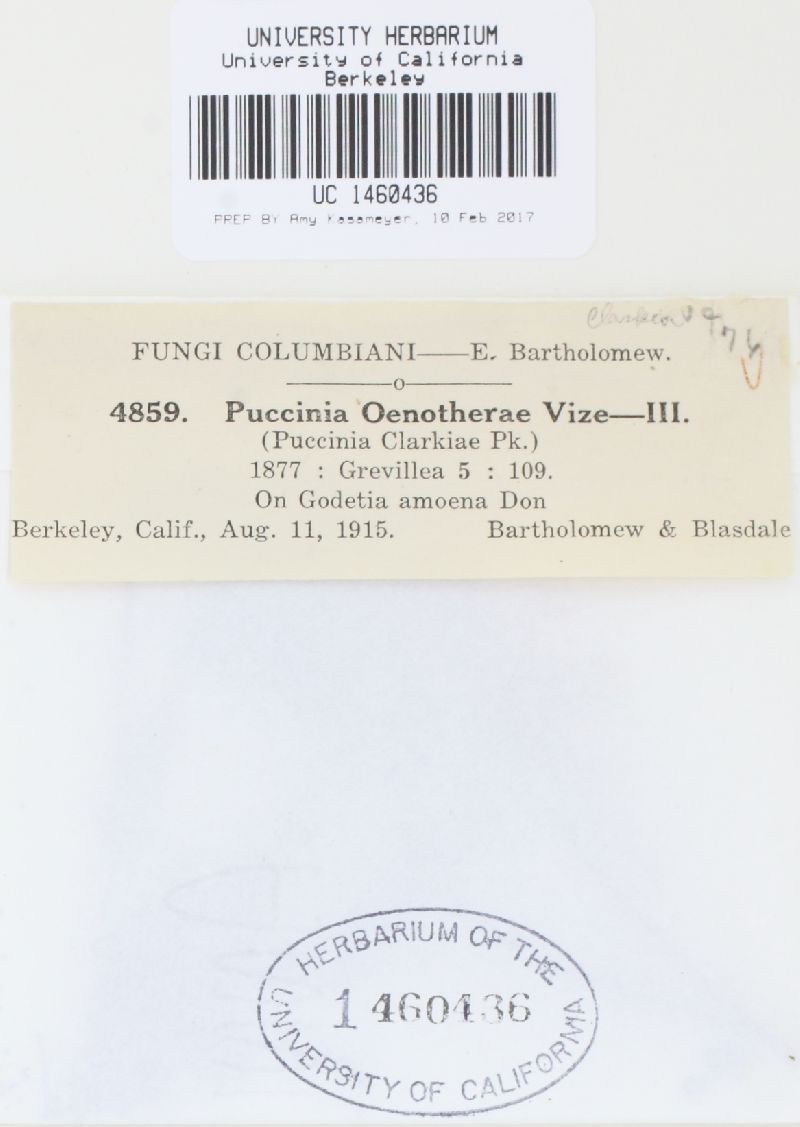 UNIVERSITY HERBARIUM
University of California
Berkeley
UC 1460436
PREP BY Amy Kasameyer, 10 Feb 2017
FUNGI COLUMBIANI——E. Bartholomew.
4859. Puccinia Oenotherae Vize—III.
(Puccinia Clarkiae Pk.)
1877 : Grevillea 5 : 109.
On Godetia amoena Don
Berkeley, Calif., Aug. 11, 1915. Bartholomew & Blasdale
HERBARIUM OF THE
1460436
UNIVERSITY OF CALIFORNIA